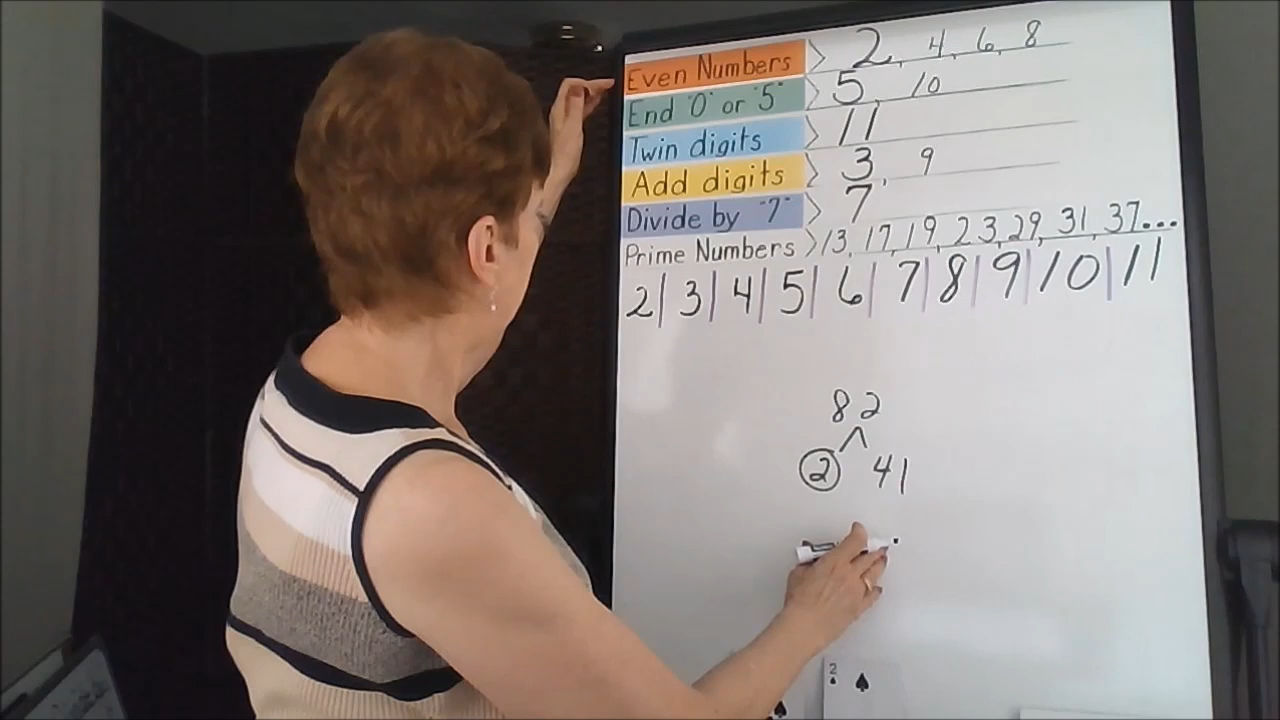 Even Numbers > 2, 4, 6, 8
End "0" or "5" > 5, 10
Twin digits > 11
Add digits > 3, 9
Divide by "7" > 7
Prime Numbers > 13, 17, 19, 23, 29, 31, 37...
2 | 3 | 4 | 5 | 6 | 7 | 8 | 9 | 10 | 11
82
2 41
2